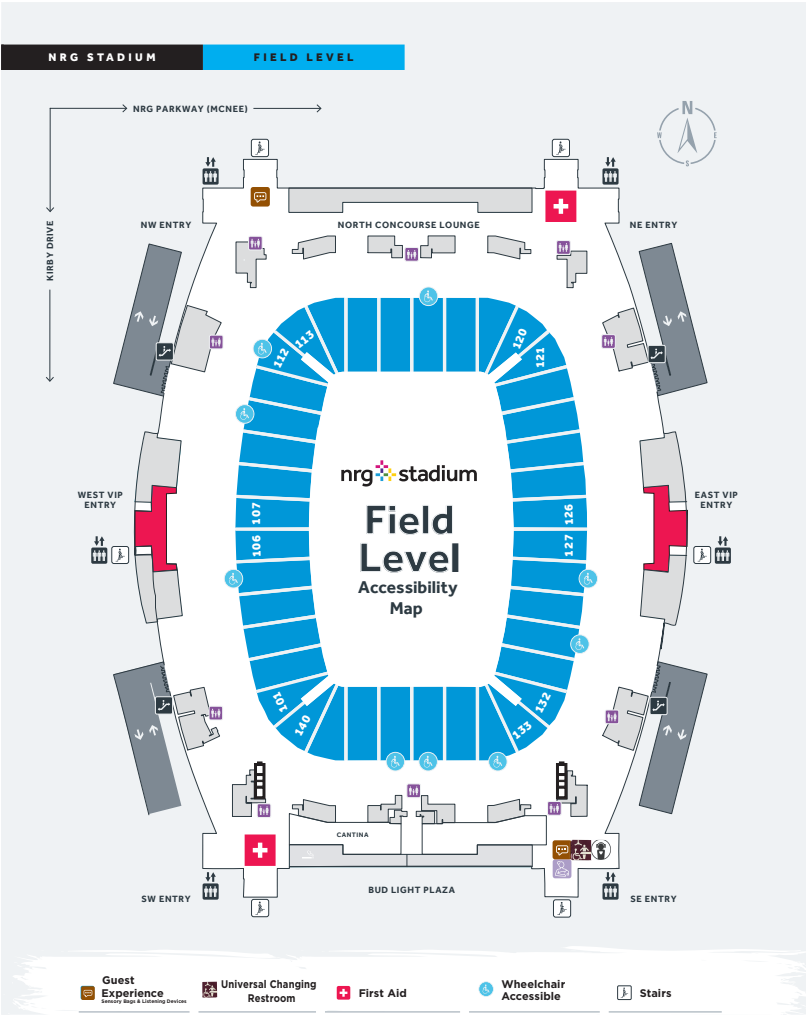 NRG STADIUM
FIELD LEVEL
NRG PARKWAY (MCNEE)
KIRBY DRIVE
N
W
E
S
NW ENTRY
NORTH CONCOURSE LOUNGE
NE ENTRY
113
112
120
121
nrg stadium
WEST VIP
ENTRY
EAST VIP
ENTRY
107
106
126
127
Field
Level
Accessibility
Map
101
140
132
133
CANTINA
BUD LIGHT PLAZA
SW ENTRY
SE ENTRY
Guest
Experience
Sensory Bags & Listening Devices
Universal Changing
Restroom
First Aid
Wheelchair
Accessible
Stairs